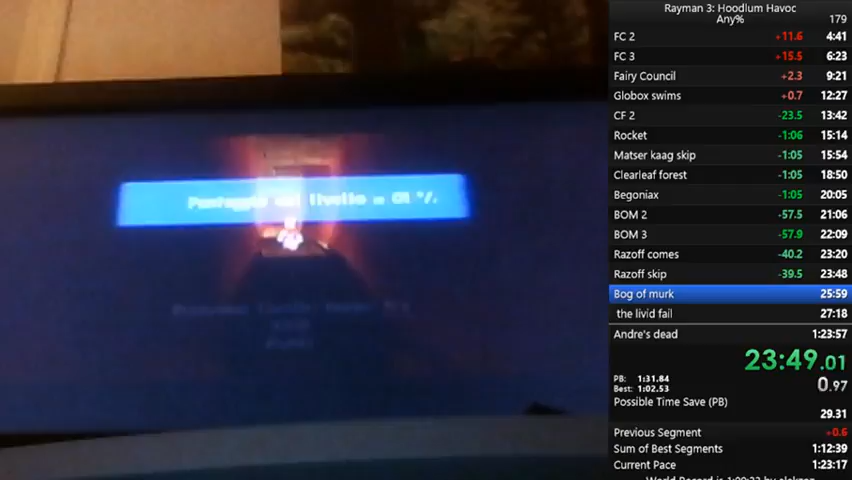 Rayman 3: Hoodlum Havoc
Any% 179
FC 2 +11.6 4:41
FC 3 +15.5 6:23
Fairy Council +2.3 9:21
Globox swims +0.7 12:27
CF 2 -23.5 13:42
Rocket -1:06 15:14
Matser kaag skip -1:05 15:54
Clearleaf forest -1:05 18:50
Begoniax -1:05 20:05
BOM 2 -57.5 21:06
BOM 3 -57.9 22:09
Razoff comes -40.2 23:20
Razoff skip -39.5 23:48
Bog of murk 25:59
the livid fail 27:18
Andre's dead 1:23:57
23:49.01
PB: 1:31.84
Best: 1:02.53 0.97
Possible Time Save (PB)
29.31
Previous Segment +0.6
Sum of Best Segments 1:12:39
Current Pace 1:23:17
World Record is
Punteggio livello